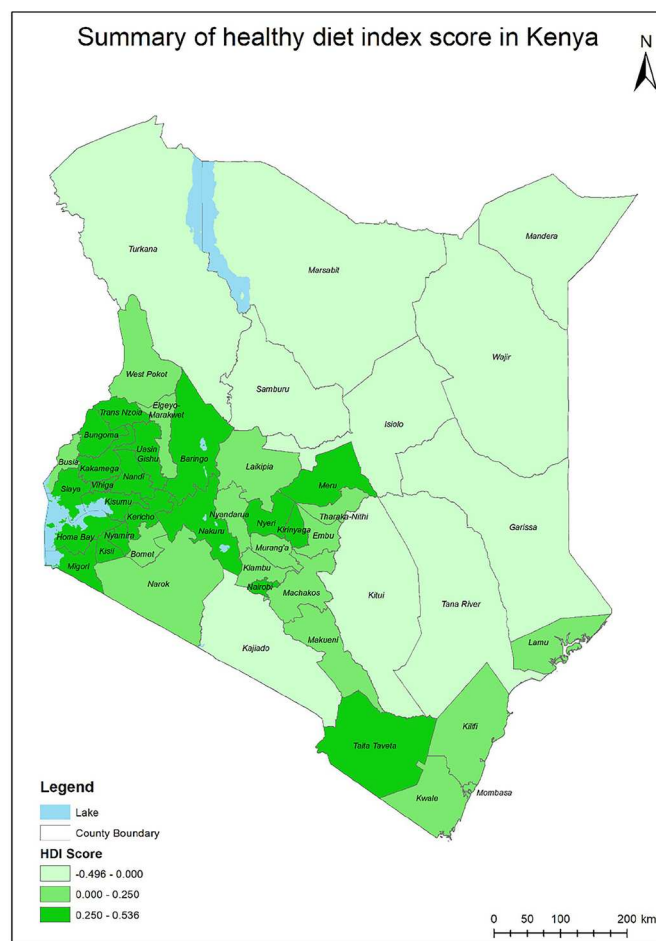 Summary of healthy diet index score in Kenya
N
Mandera
Turkana
Marsabit
Wajir
West Pokot
Samburu
Isiolo
Elgeyo-
Marakwet
Trans Nzoia
Bungoma
Uasin
Gishu
Baringo
Busia
Kakamega
Laikipia
Meru
Nandi
Siaya
Vihiga
Kisumu
Nyandarua
Tharaka-Nithi
Kericho
Nyeri
Kirinyaga
Garissa
Nakuru
Embu
Home Bay
Nyamira
Kisii
Bomet
Murang'a
Migori
Kiambu
Narok
Nairobi
Machakos
Kitui
Tana River
Kajiado
Makueni
Lamu
Kilifi
Taita Taveta
Kwale
Mombasa
Legend
Lake
County Boundary
HDI Score
-0.496 - 0.000
0.000 - 0.250
0.250 - 0.536
0 50 100 200 km